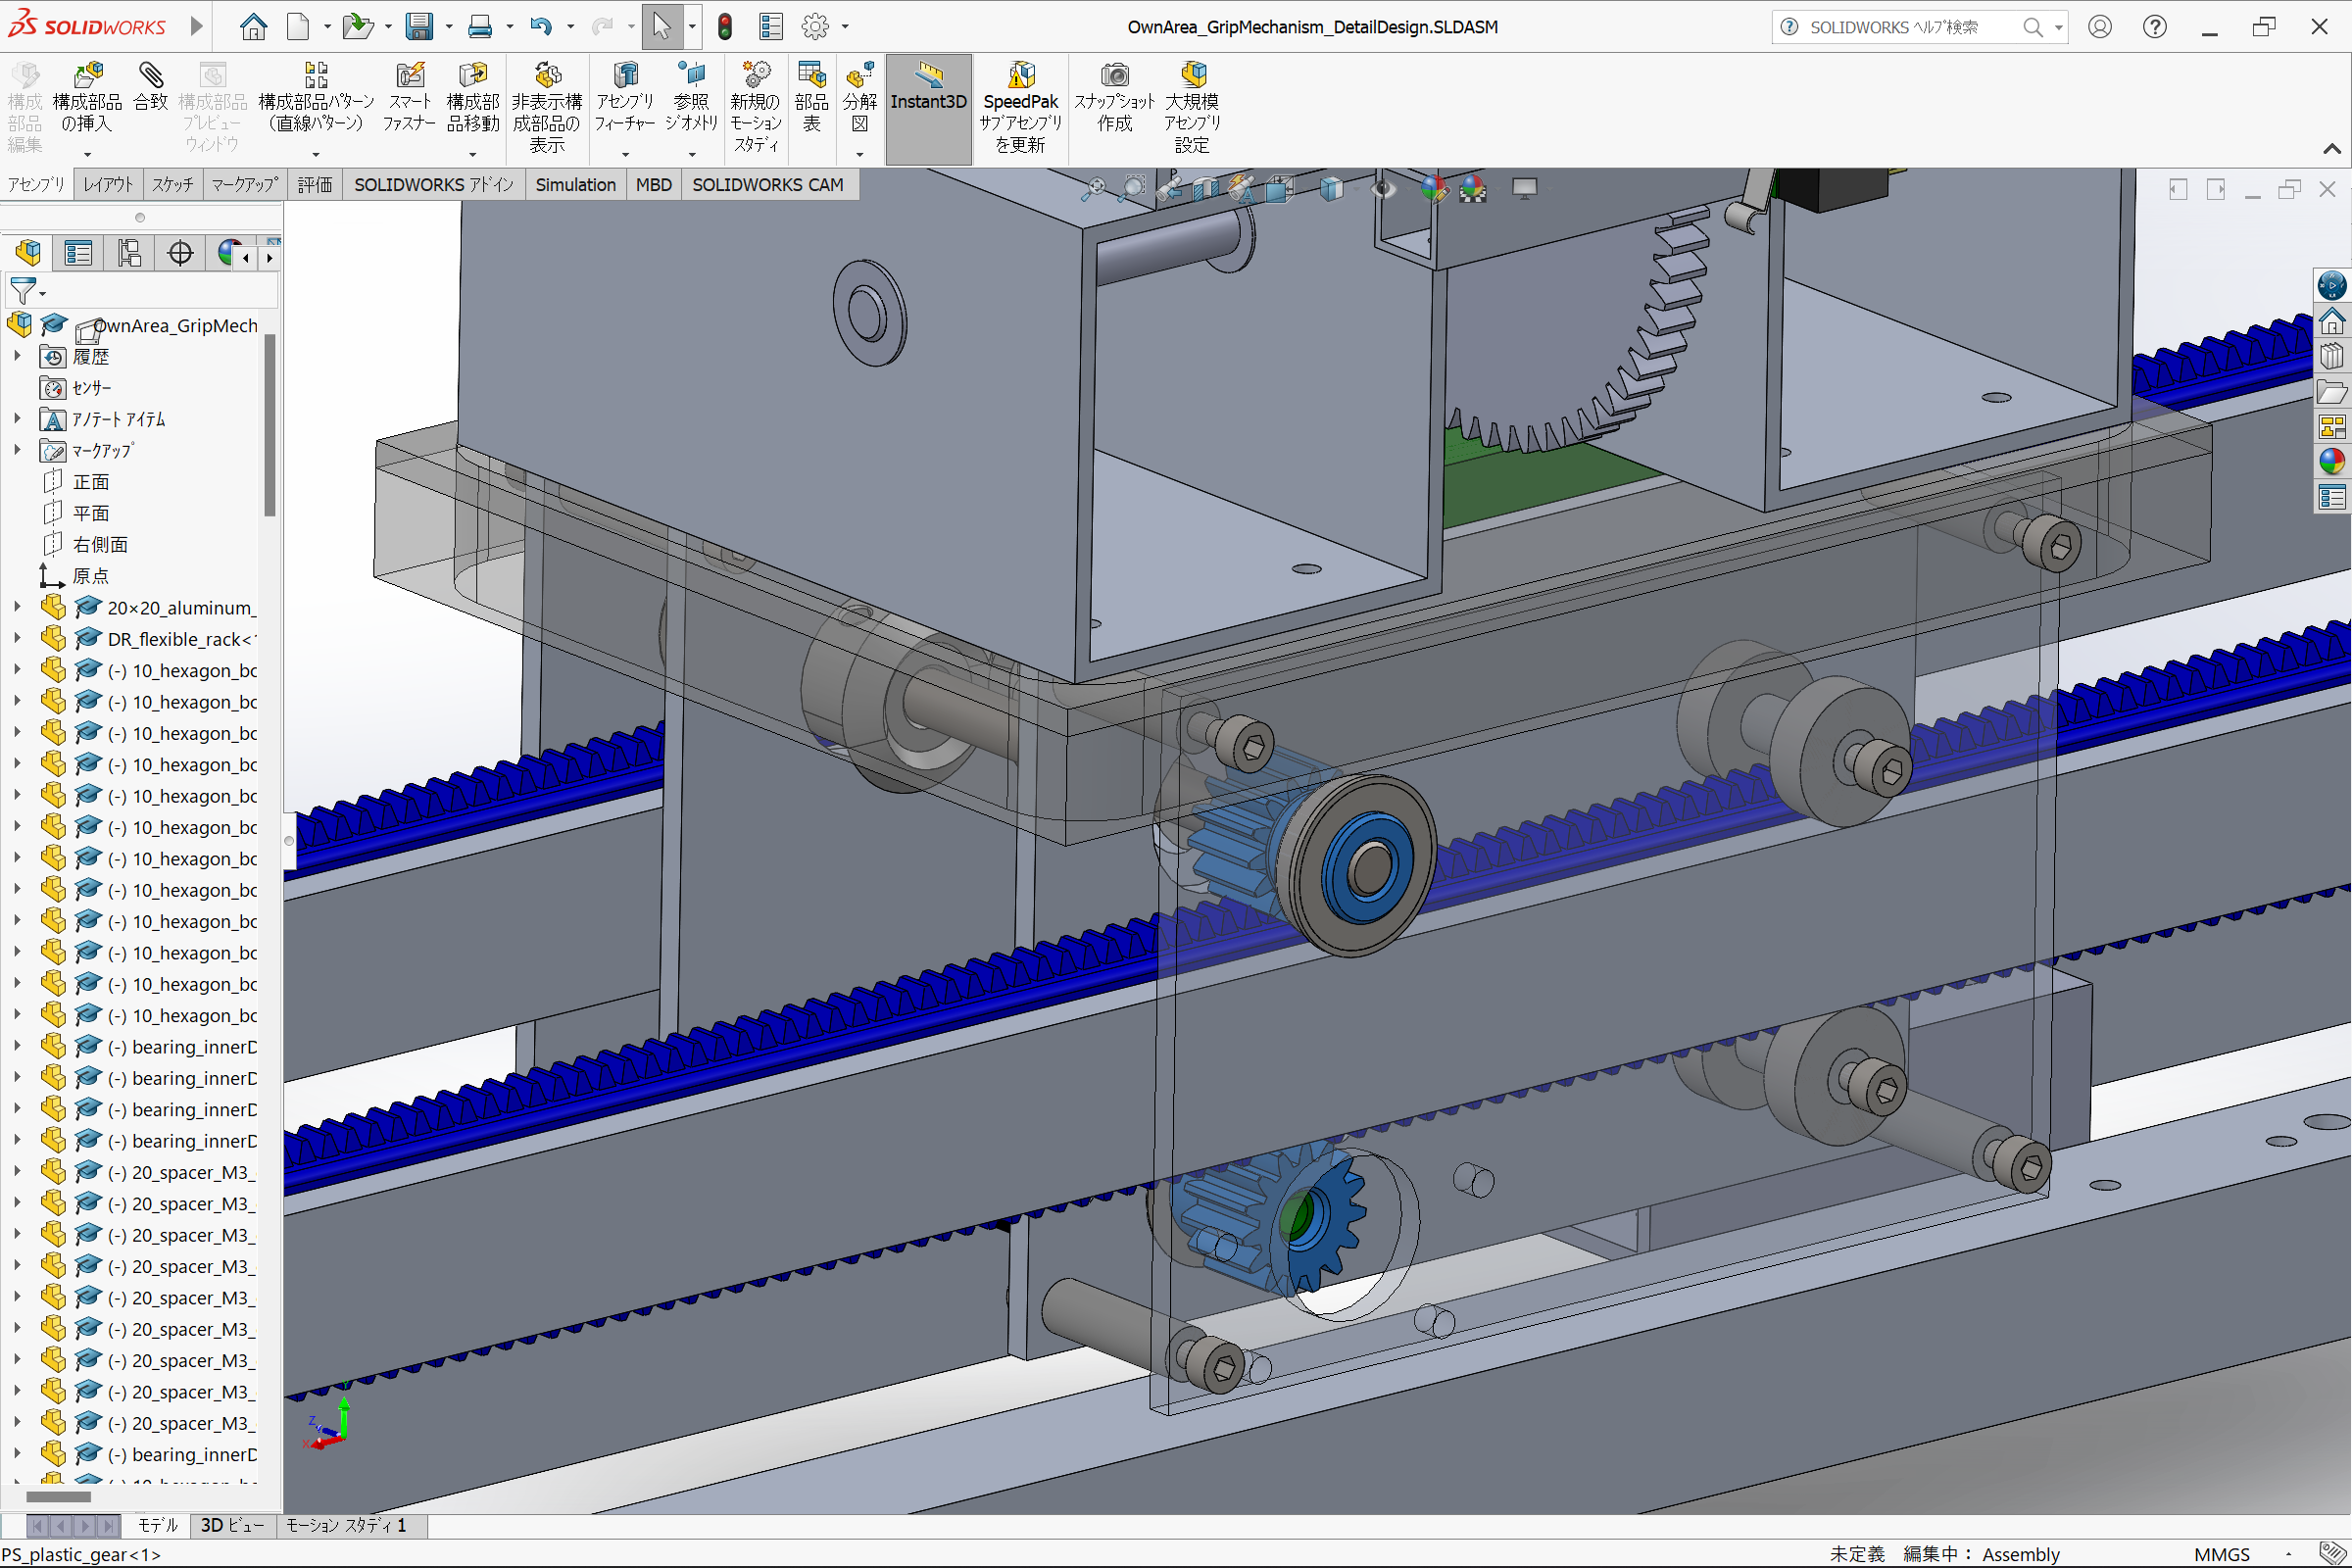 SOLIDWORKS
OwnArea_GripMechanism_DetailDesign.SLDASM
SOLIDWORKS ヘルプ検索
構成部品編集
構成部品の挿入
合致
構成部品プレビューウィンドウ
構成部品パターン(直線パターン)
スマートファスナー
構成部品移動
非表示構成部品の表示
アセンブリフィーチャー
参照ジオメトリ
新規のモーションスタディ
部品表
分解図
Instant3D
SpeedPak サブアセンブリを更新
スナップショット作成
大規模アセンブリ設定
アセンブリ
レイアウト
スケッチ
マークアップ
評価
SOLIDWORKS アドイン
Simulation
MBD
SOLIDWORKS CAM
OwnArea_GripMech
履歴
センサー
アノテート アイテム
マークアップ
正面
平面
右側面
原点
20×20_aluminum_
DR_flexible_rack<
(-) 10_hexagon_bc
(-) 10_hexagon_bc
(-) 10_hexagon_bc
(-) 10_hexagon_bc
(-) 10_hexagon_bc
(-) 10_hexagon_bc
(-) 10_hexagon_bc
(-) 10_hexagon_bc
(-) 10_hexagon_bc
(-) 10_hexagon_bc
(-) 10_hexagon_bc
(-) 10_hexagon_bc
(-) bearing_innerD
(-) bearing_innerD
(-) bearing_innerD
(-) bearing_innerD
(-) 20_spacer_M3_
(-) 20_spacer_M3_
(-) 20_spacer_M3_
(-) 20_spacer_M3_
(-) 20_spacer_M3_
(-) 20_spacer_M3_
(-) 20_spacer_M3_
(-) 20_spacer_M3_
(-) 20_spacer_M3_
(-) bearing_innerD
Y
Z
X
モデル
3D ビュー
モーション スタディ 1
PS_plastic_gear<1>
未定義
編集中： Assembly
MMGS